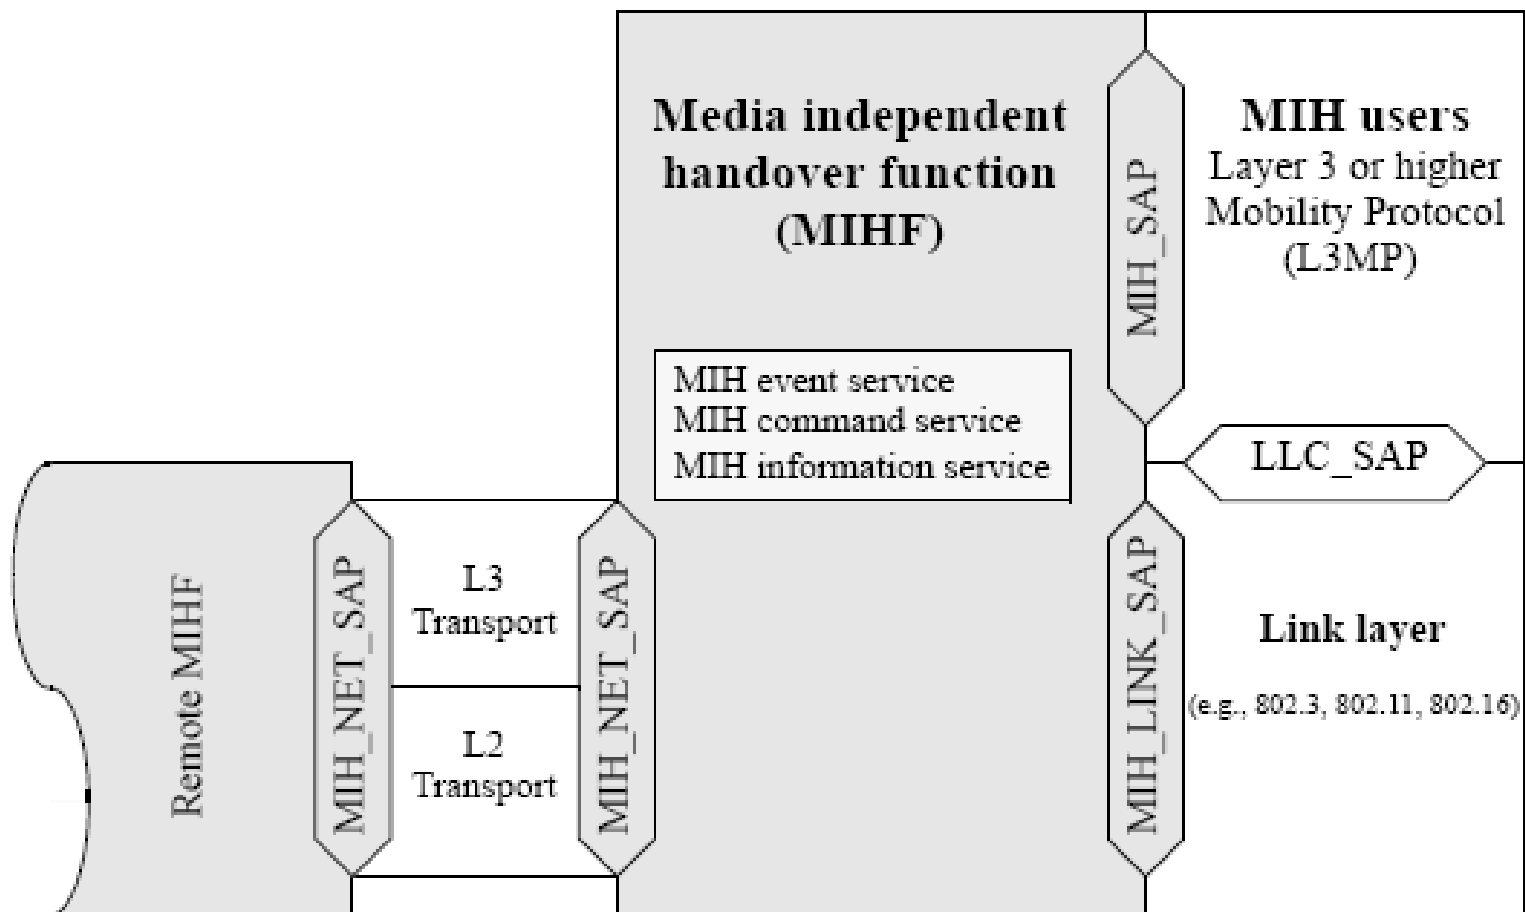 Media independent
handover function
(MIHF)
MIH_SAP
MIH users
Layer 3 or higher
Mobility Protocol
(L3MP)
MIH event service
MIH command service
MIH information service
LLC_SAP
Remote MIHF
MIH_NET_SAP
L3
Transport
L2
Transport
MIH_NET_SAP
MIH_LINK_SAP
Link layer
(e.g., 802.3, 802.11, 802.16)